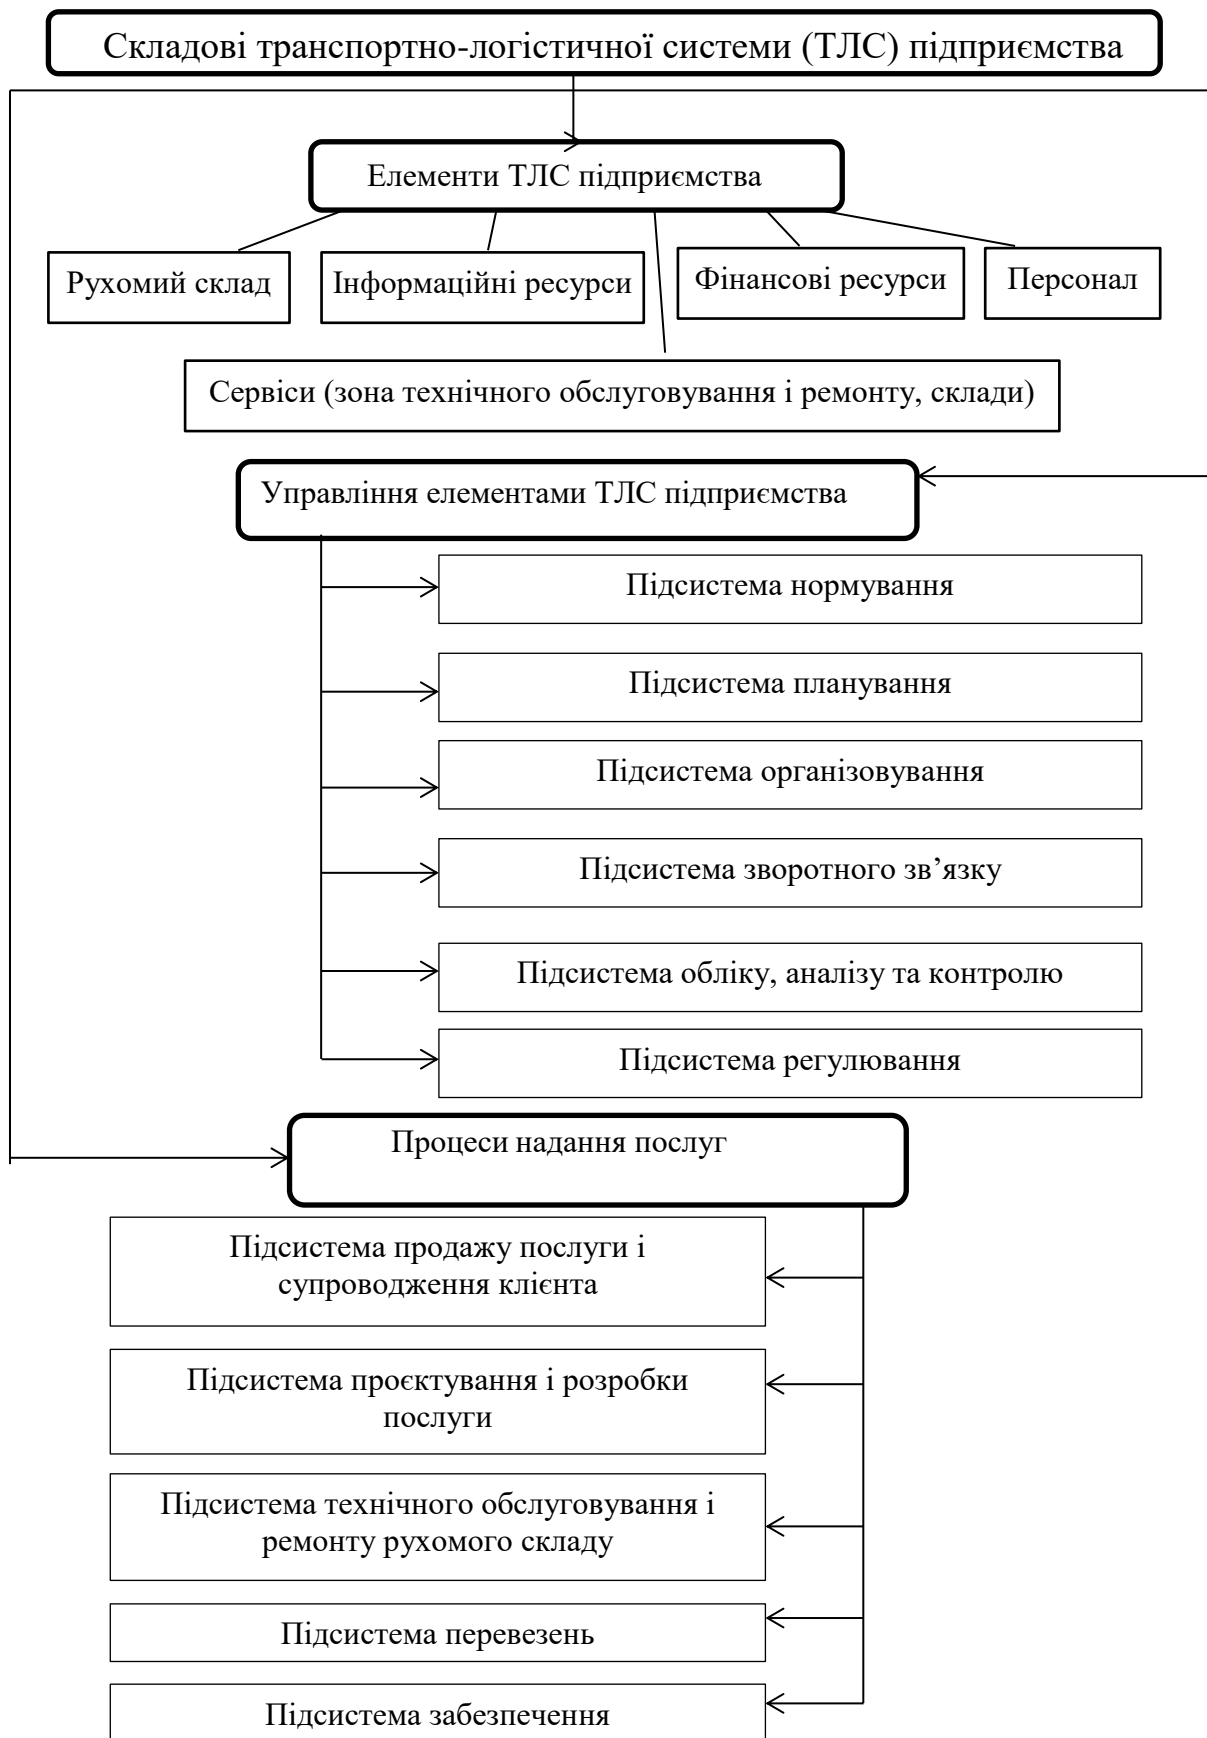 Складові транспортно-логістичної системи (ТЛС) підприємства
Елементи ТЛС підприємства
Рухомий склад
Інформаційні ресурси
Фінансові ресурси
Персонал
Сервіси (зона технічного обслуговування і ремонту, склади)
Управління елементами ТЛС підприємства
Підсистема нормування
Підсистема планування
Підсистема організовування
Підсистема зворотного зв’язку
Підсистема обліку, аналізу та контролю
Підсистема регулювання
Процеси надання послуг
Підсистема продажу послуги і
супроводження клієнта
Підсистема проєктування і розробки
послуги
Підсистема технічного обслуговування і
ремонту рухомого складу
Підсистема перевезень
Підсистема забезпечення